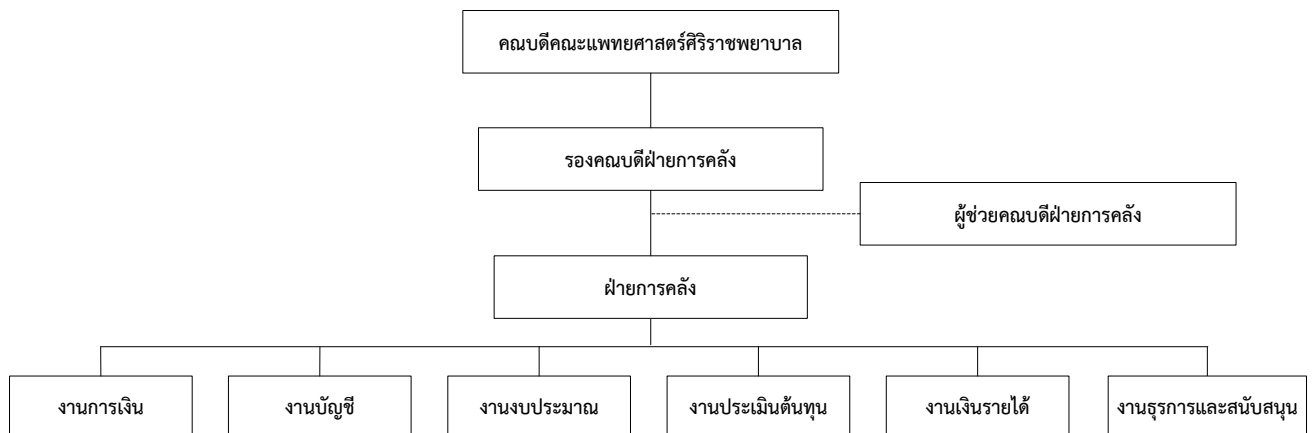 คณบดีคณะแพทยศาสตร์ศิริราชพยาบาล
รองคณบดีฝ่ายการคลัง
ผู้ช่วยคณบดีฝ่ายการคลัง
ฝ่ายการคลัง
งานการเงิน
งานบัญชี
งานงบประมาณ
งานประเมินต้นทุน
งานเงินรายได้
งานธุรการและสนับสนุน